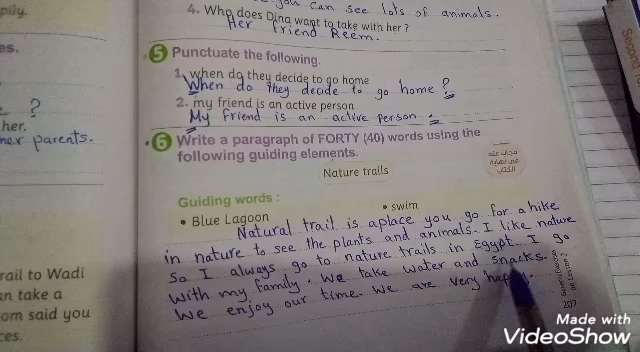 pily.
es.
?
her.
her parents.
rail to Wadi
an take a
om said you
ces.
you can see lots of animals.
4. Who does Dina want to take with her ?
Her friend Reem.
5 Punctuate the following.
1. when do they decide to go home
When do they decide to go home ?
2. my friend is an active person
My friend is an active person .
6 Write a paragraph of FORTY (40) words using the
following guiding elements.
Nature trails
Guiding words :
• Blue Lagoon • swim
Natural trail is aplace you go for a hike
in nature to see the plants and animals. I like nature
So I always go to nature trails in Egypt. I go
with my family. We take water and snacks.
We enjoy our time. We are very
207
Made with
VideoShow